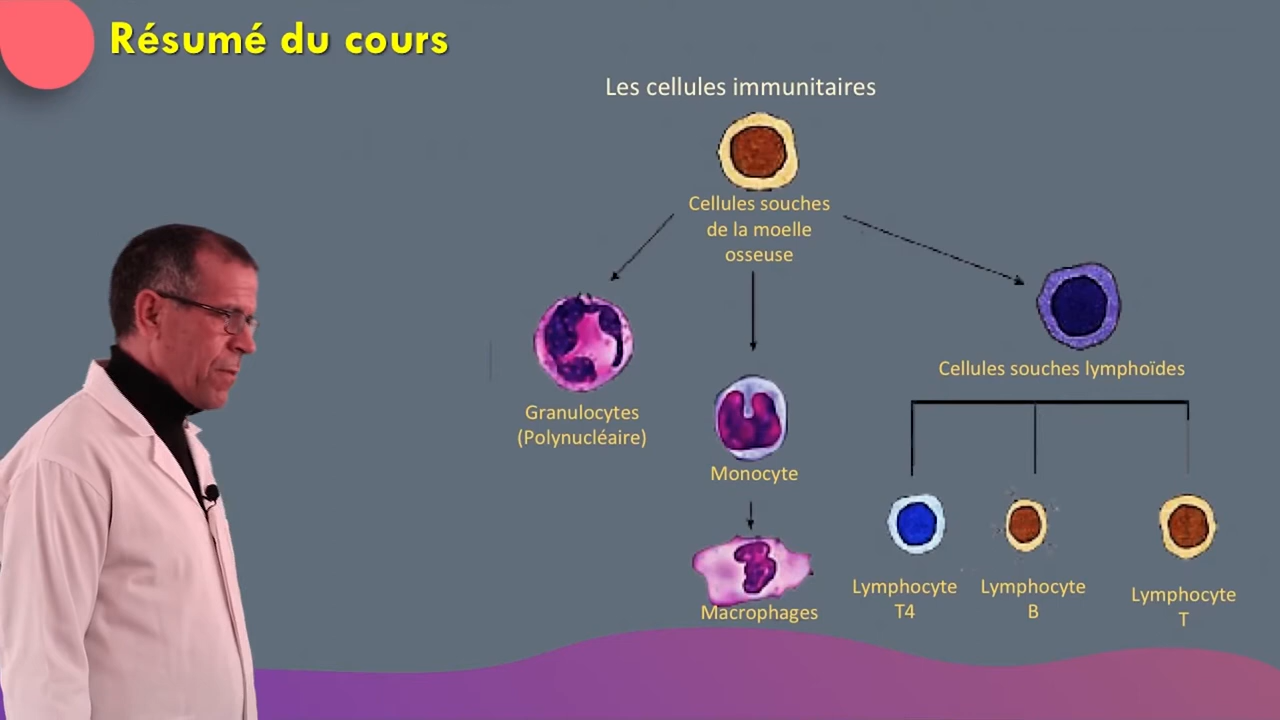 Résumé du cours
Les cellules immunitaires
Cellules souches
de la moelle
osseuse
Cellules souches lymphoïdes
Granulocytes
(Polynucléaire)
Monocyte
Macrophages
Lymphocyte
T4
Lymphocyte
B
Lymphocyte
T